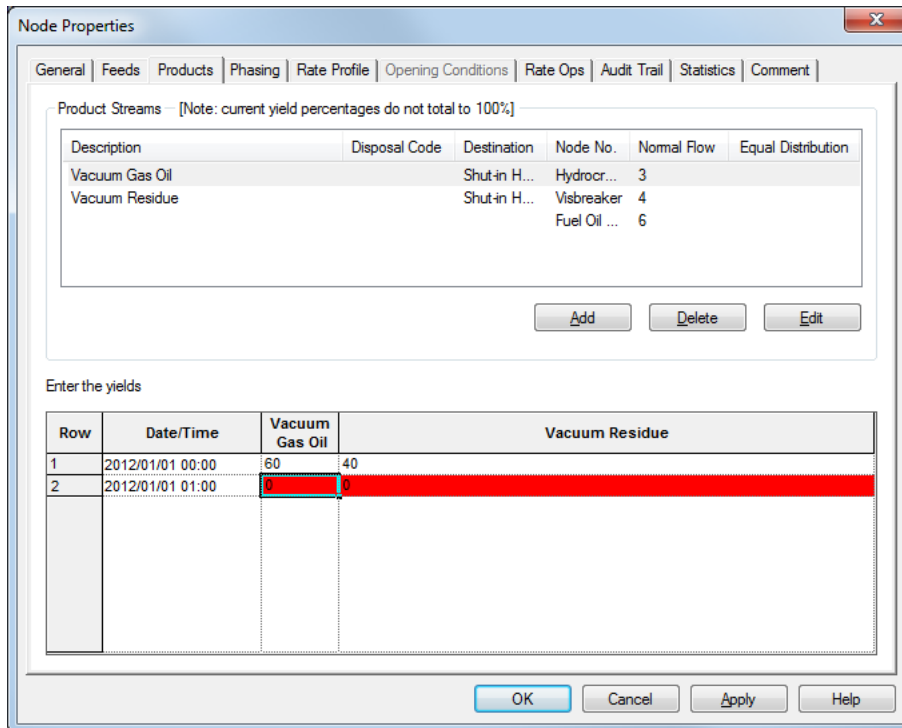 Node Properties
General Feeds Products Phasing Rate Profile Opening Conditions Rate Ops Audit Trail Statistics Comment
Product Streams [Note: current yield percentages do not total to 100%]
Description Disposal Code Destination Node No. Normal Flow Equal Distribution
Vacuum Gas Oil Shut-in H... Hydrocr... 3
Vacuum Residue Shut-in H... Visbreaker 4
Fuel Oil ... 6
Add Delete Edit
Enter the yields
Row Date/Time Vacuum Gas Oil Vacuum Residue
1 2012/01/01 00:00 60 40
2 2012/01/01 01:00 0 0
OK Cancel Apply Help